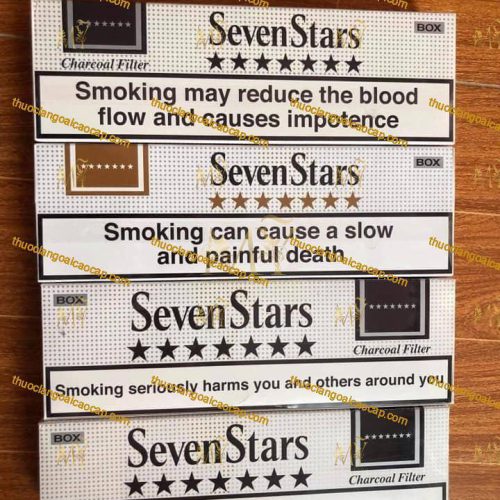 SevenStars
BOX
★★★★★★★
Charcoal Filter
Smoking may reduce the blood
flow and causes impotence
SevenStars
BOX
★★★★★★★
Smoking can cause a slow
and painful death
BOX
SevenStars
★★★★★★★
Charcoal Filter
Smoking seriously harms you and others around you
BOX
SevenStars
★★★★★★★
Charcoal Filter
thuoclangoaicaocap.com